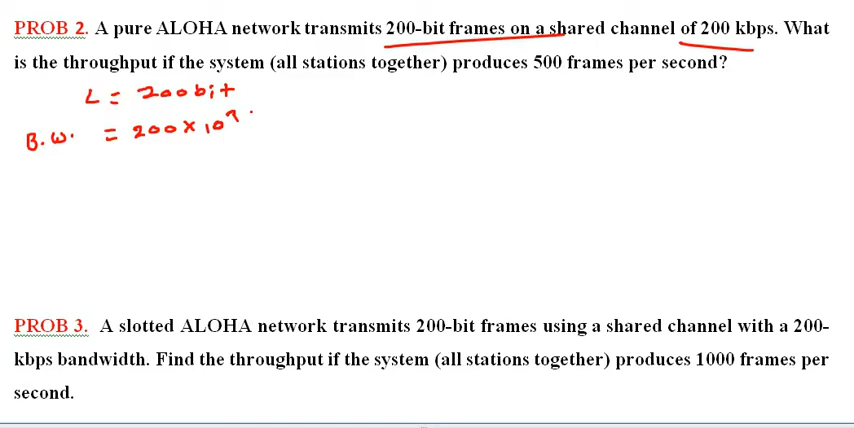 PROB 2. A pure ALOHA network transmits 200-bit frames on a shared channel of 200 kbps. What
is the throughput if the system (all stations together) produces 500 frames per second?
L = 200bit
B.W. = 200 × 10³.
PROB 3. A slotted ALOHA network transmits 200-bit frames using a shared channel with a 200-
kbps bandwidth. Find the throughput if the system (all stations together) produces 1000 frames per
second.